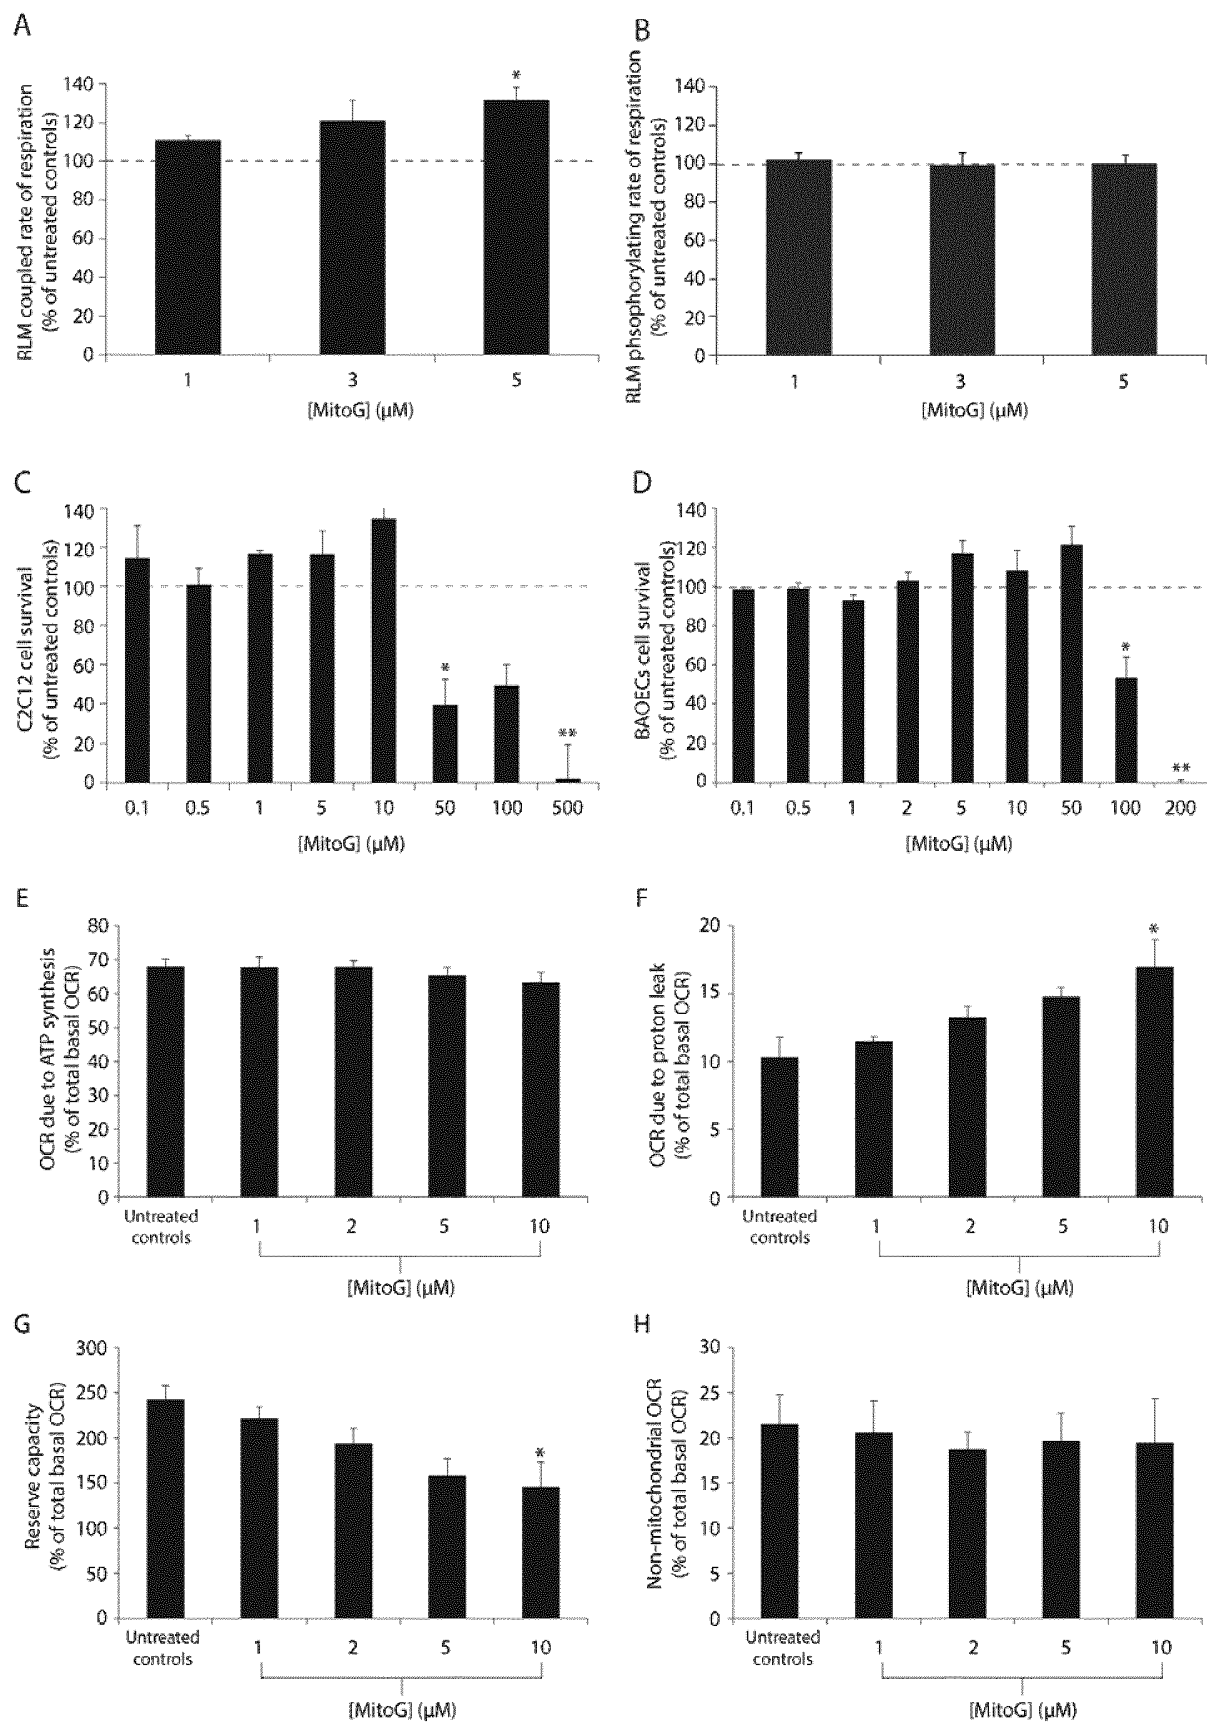 A
RLM coupled rate of respiration
(% of untreated controls)
140
120
100
80
60
40
20
0
*
1 3 5
[MitoG] (µM)
B
RLM phsophorylating rate of respiration
(% of untreated controls)
140
120
100
80
60
40
20
0
1 3 5
[MitoG] (µM)
C
C2C12 cell survival
(% of untreated controls)
140
120
100
80
60
40
20
0
* **
0.1 0.5 1 5 10 50 100 500
[MitoG] (µM)
D
BAOECs cell survival
(% of untreated controls)
140
120
100
80
60
40
20
0
* **
0.1 0.5 1 2 5 10 50 100 200
[MitoG] (µM)
E
OCR due to ATP synthesis
(% of total basal OCR)
80
70
60
50
40
30
20
10
0
Untreated
controls
1 2 5 10
[MitoG] (µM)
F
OCR due to proton leak
(% of total basal OCR)
20
15
10
5
0
*
Untreated
controls
1 2 5 10
[MitoG] (µM)
G
Reserve capacity
(% of total basal OCR)
300
250
200
150
100
50
0
*
Untreated
controls
1 2 5 10
[MitoG] (µM)
H
Non-mitochondrial OCR
(% of total basal OCR)
30
25
20
15
10
5
0
Untreated
controls
1 2 5 10
[MitoG] (µM)